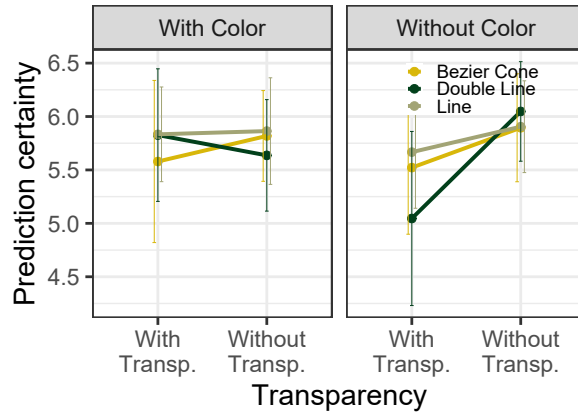 With Color
Without Color
Prediction certainty
6.5
6.0
5.5
5.0
4.5
Bezier Cone
Double Line
Line
With
Transp.
Without
Transp.
With
Transp.
Without
Transp.
Transparency